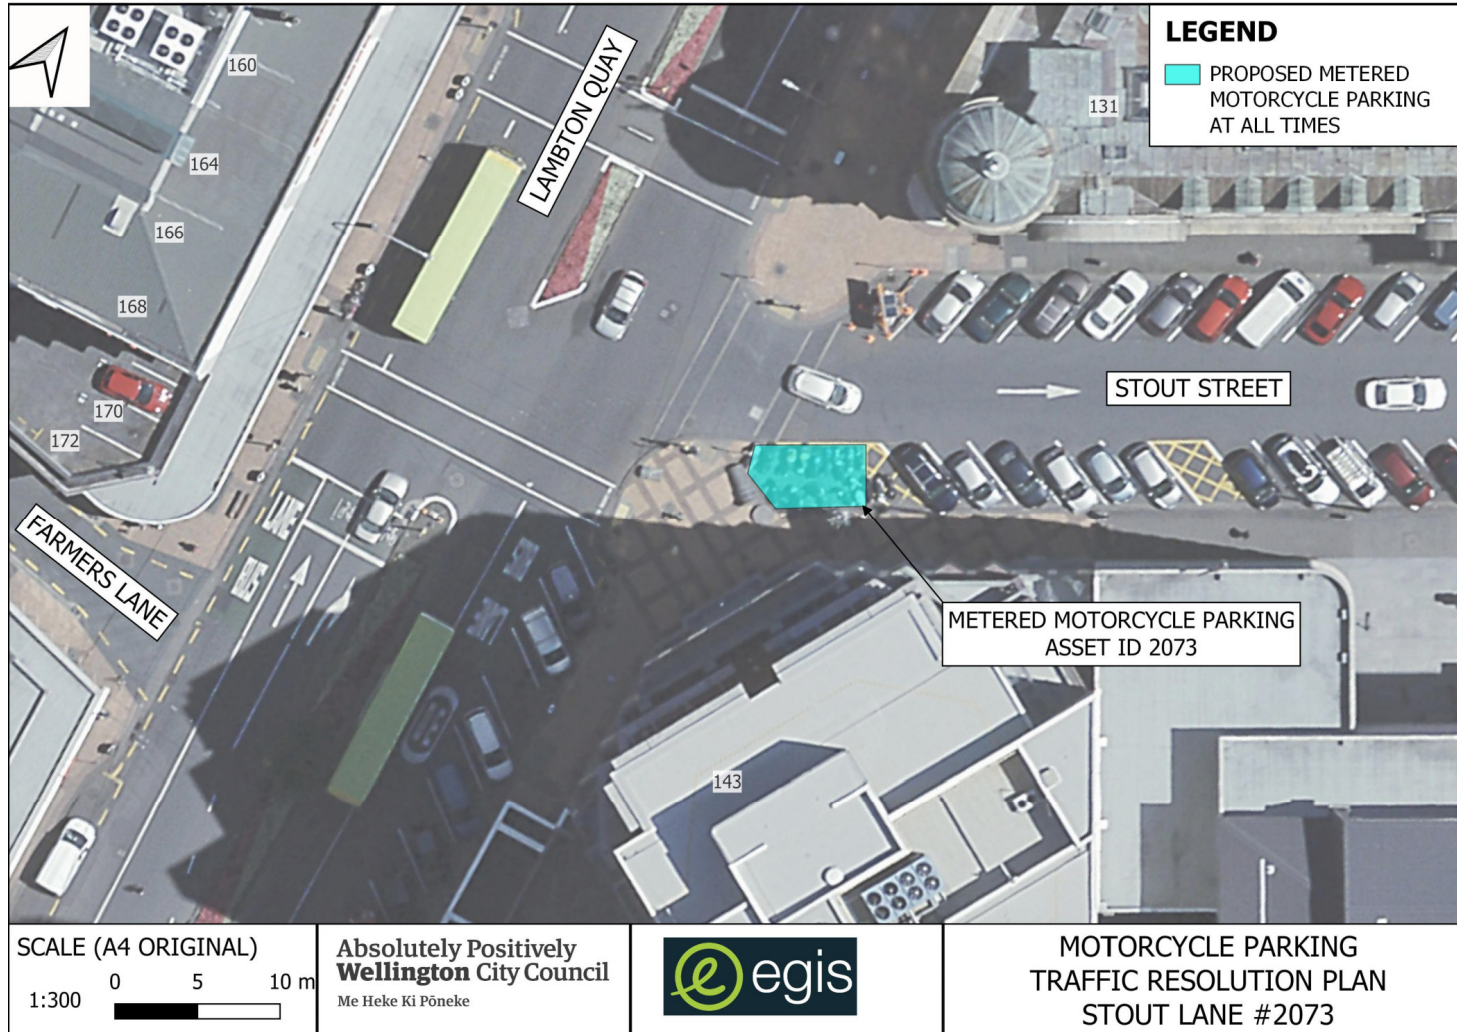 LEGEND
PROPOSED METERED
MOTORCYCLE PARKING
AT ALL TIMES
160
LAMBTON QUAY
131
164
166
168
170
172
STOUT STREET
FARMERS LANE
METERED MOTORCYCLE PARKING
ASSET ID 2073
143
SCALE (A4 ORIGINAL)
0 5 10 m
1:300
Absolutely Positively
Wellington City Council
Me Heke Ki Pōneke
e egis
MOTORCYCLE PARKING
TRAFFIC RESOLUTION PLAN
STOUT LANE #2073